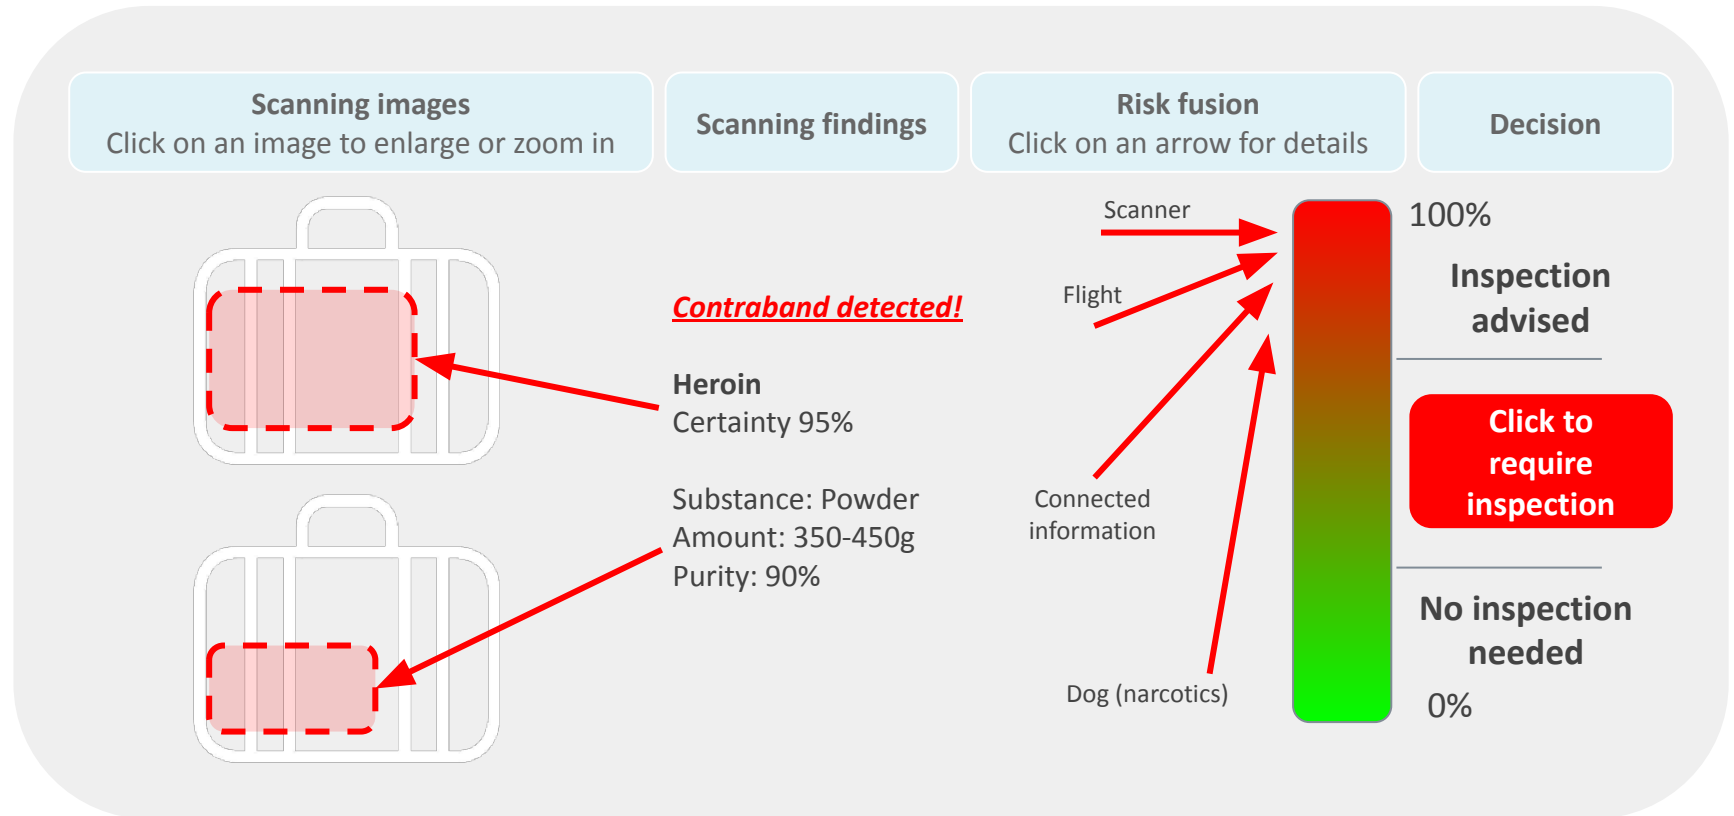 Scanning images
Click on an image to enlarge or zoom in
Scanning findings
Risk fusion
Click on an arrow for details
Decision
Contraband detected!
Heroin
Certainty 95%
Substance: Powder
Amount: 350-450g
Purity: 90%
Scanner
Flight
Connected
information
Dog (narcotics)
100%
Inspection
advised
Click to
require
inspection
No inspection
needed
0%